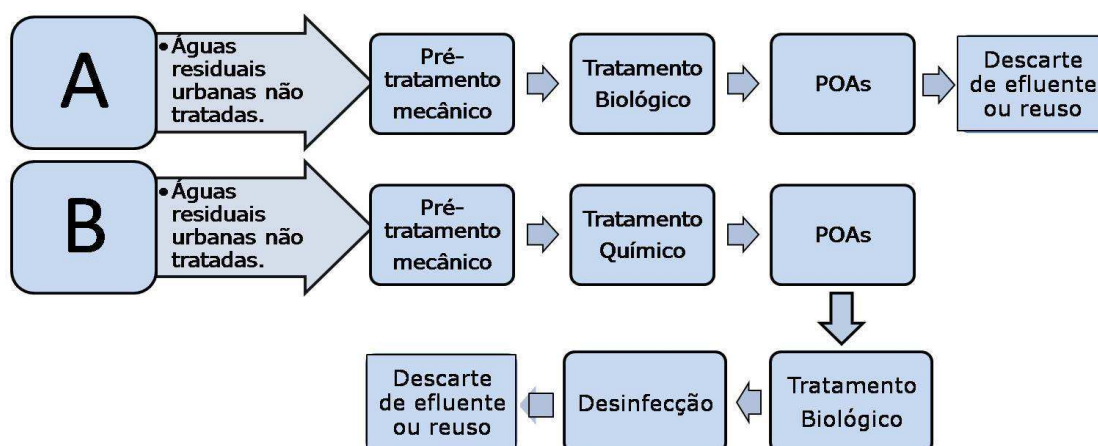 A
•Águas
residuais
urbanas não
tratadas.
Pré-
tratamento
mecânico
Tratamento
Biológico
POAs
Descarte
de efluente
ou reuso
B
•Águas
residuais
urbanas não
tratadas.
Pré-
tratamento
mecânico
Tratamento
Químico
POAs
Tratamento
Biológico
Desinfecção
Descarte
de efluente
ou reuso